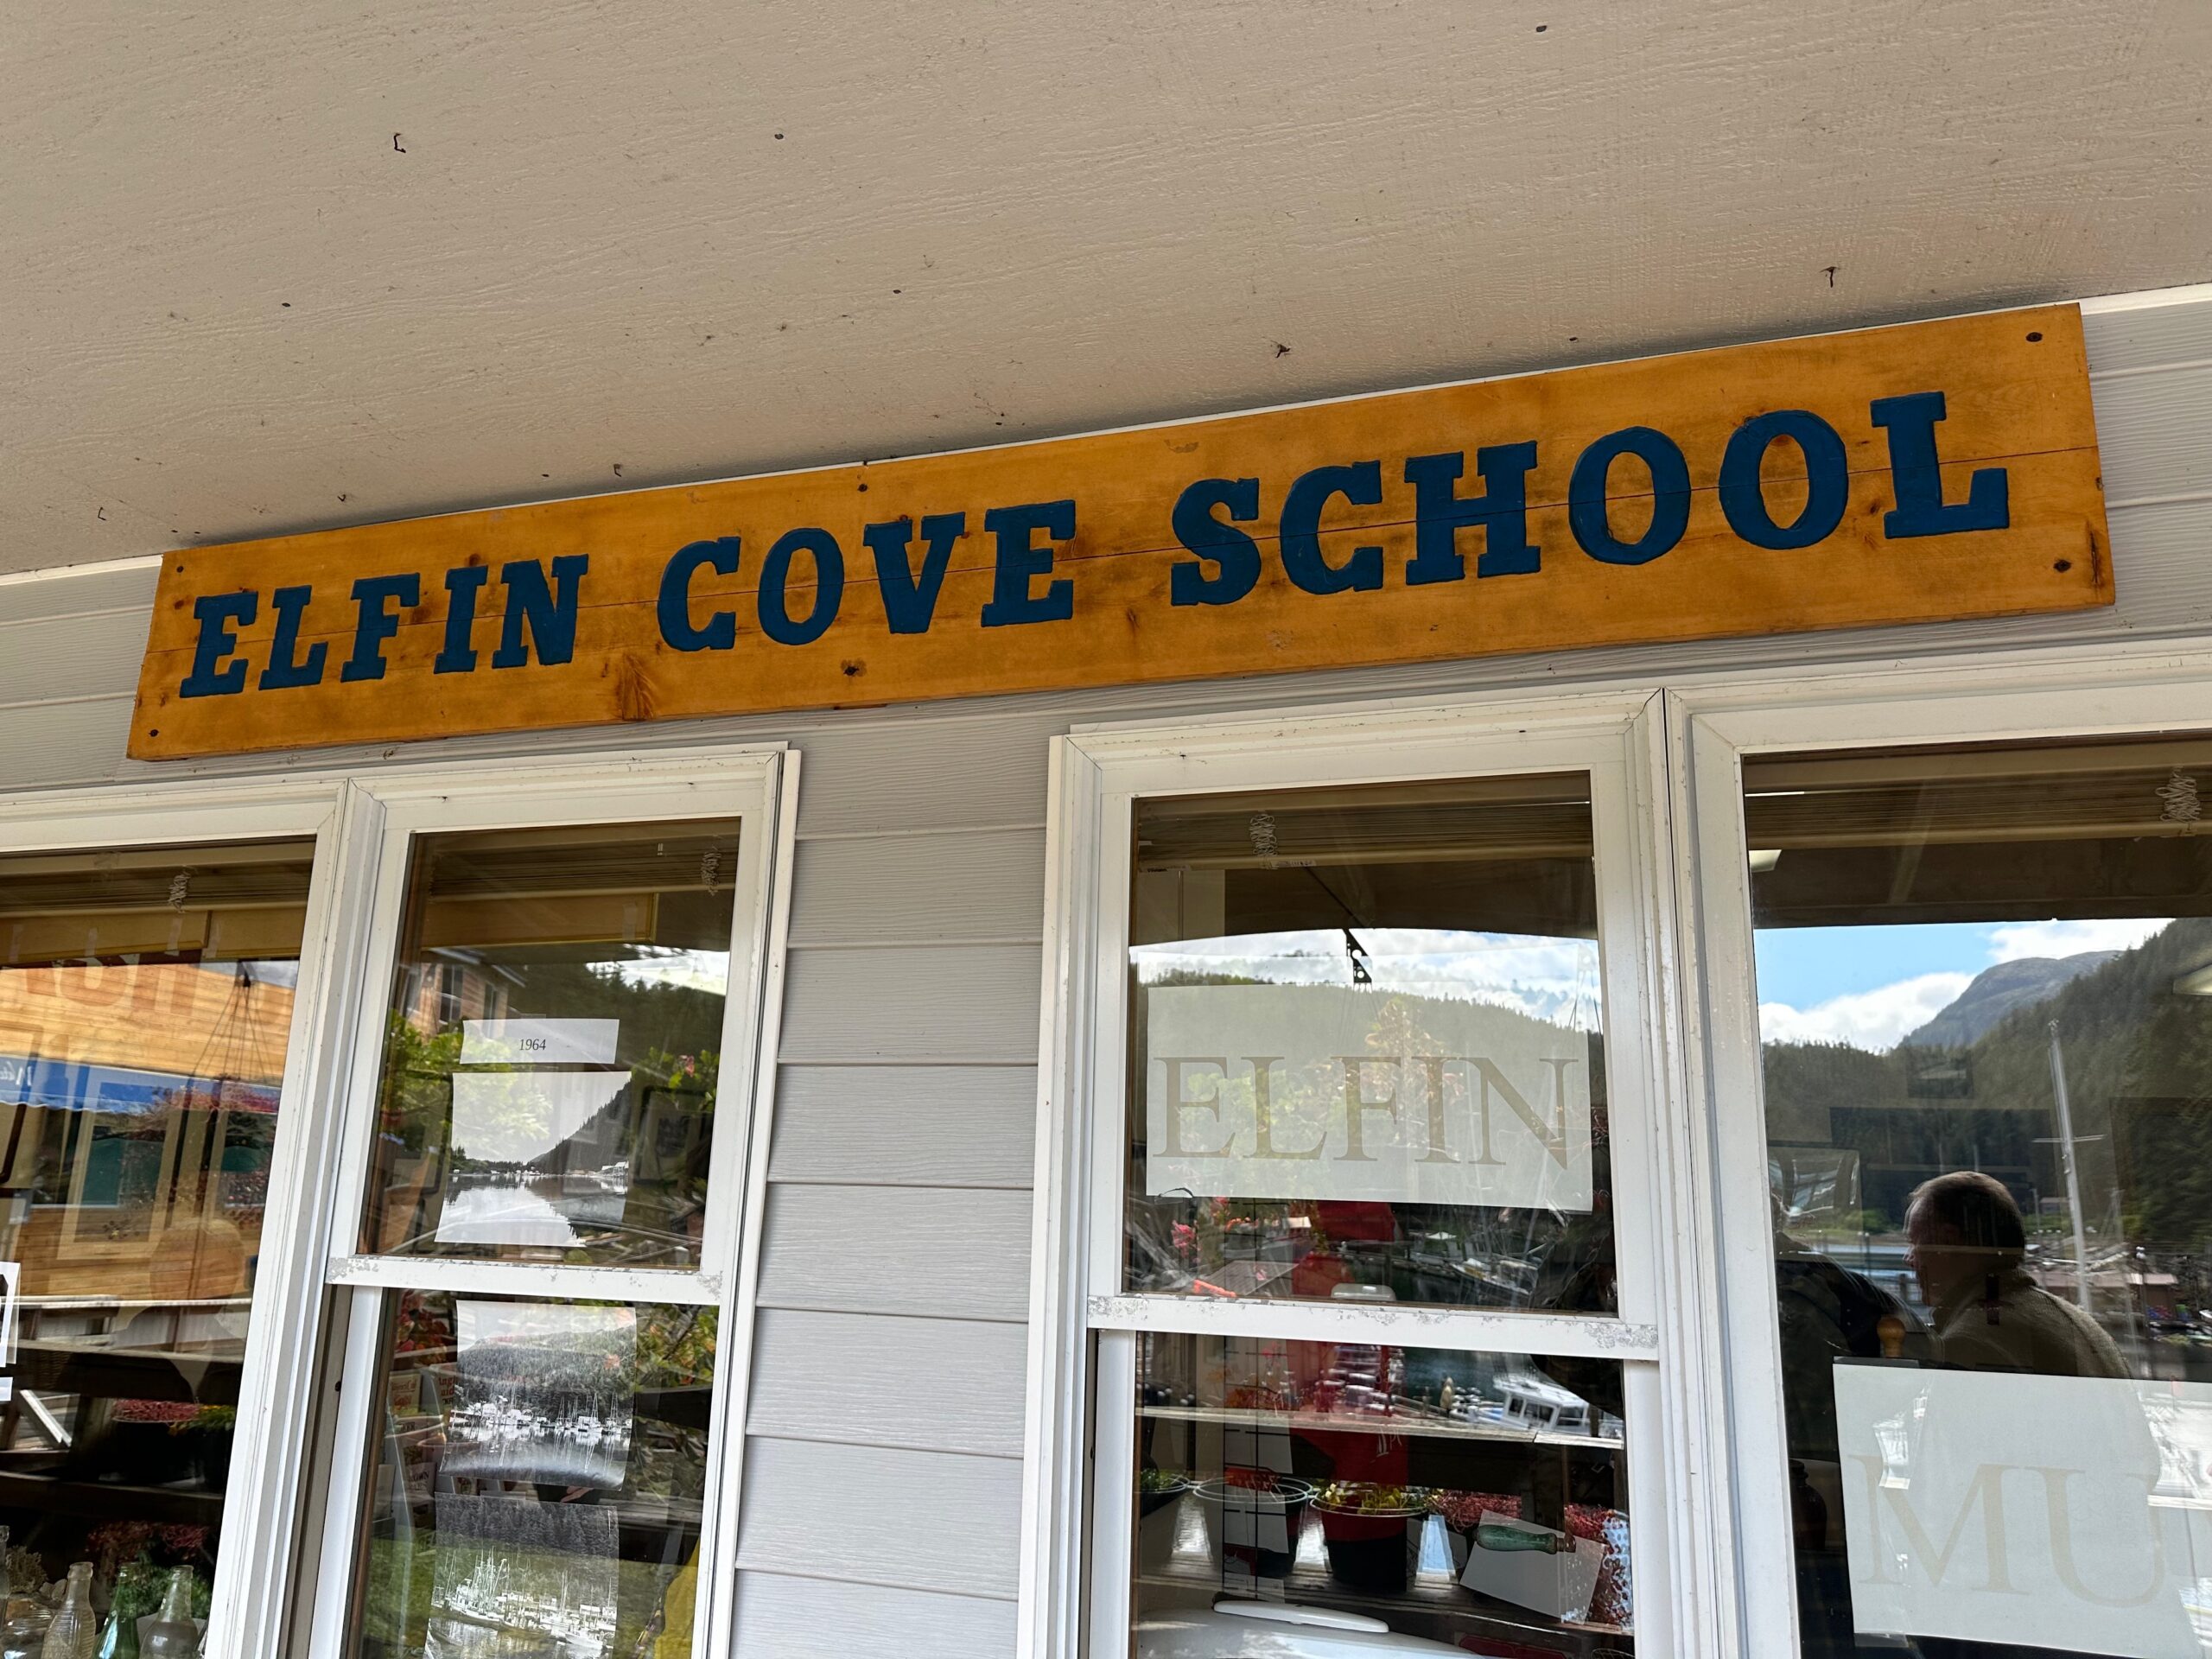 ELFIN COVE SCHOOL
1964
ELFIN
MU